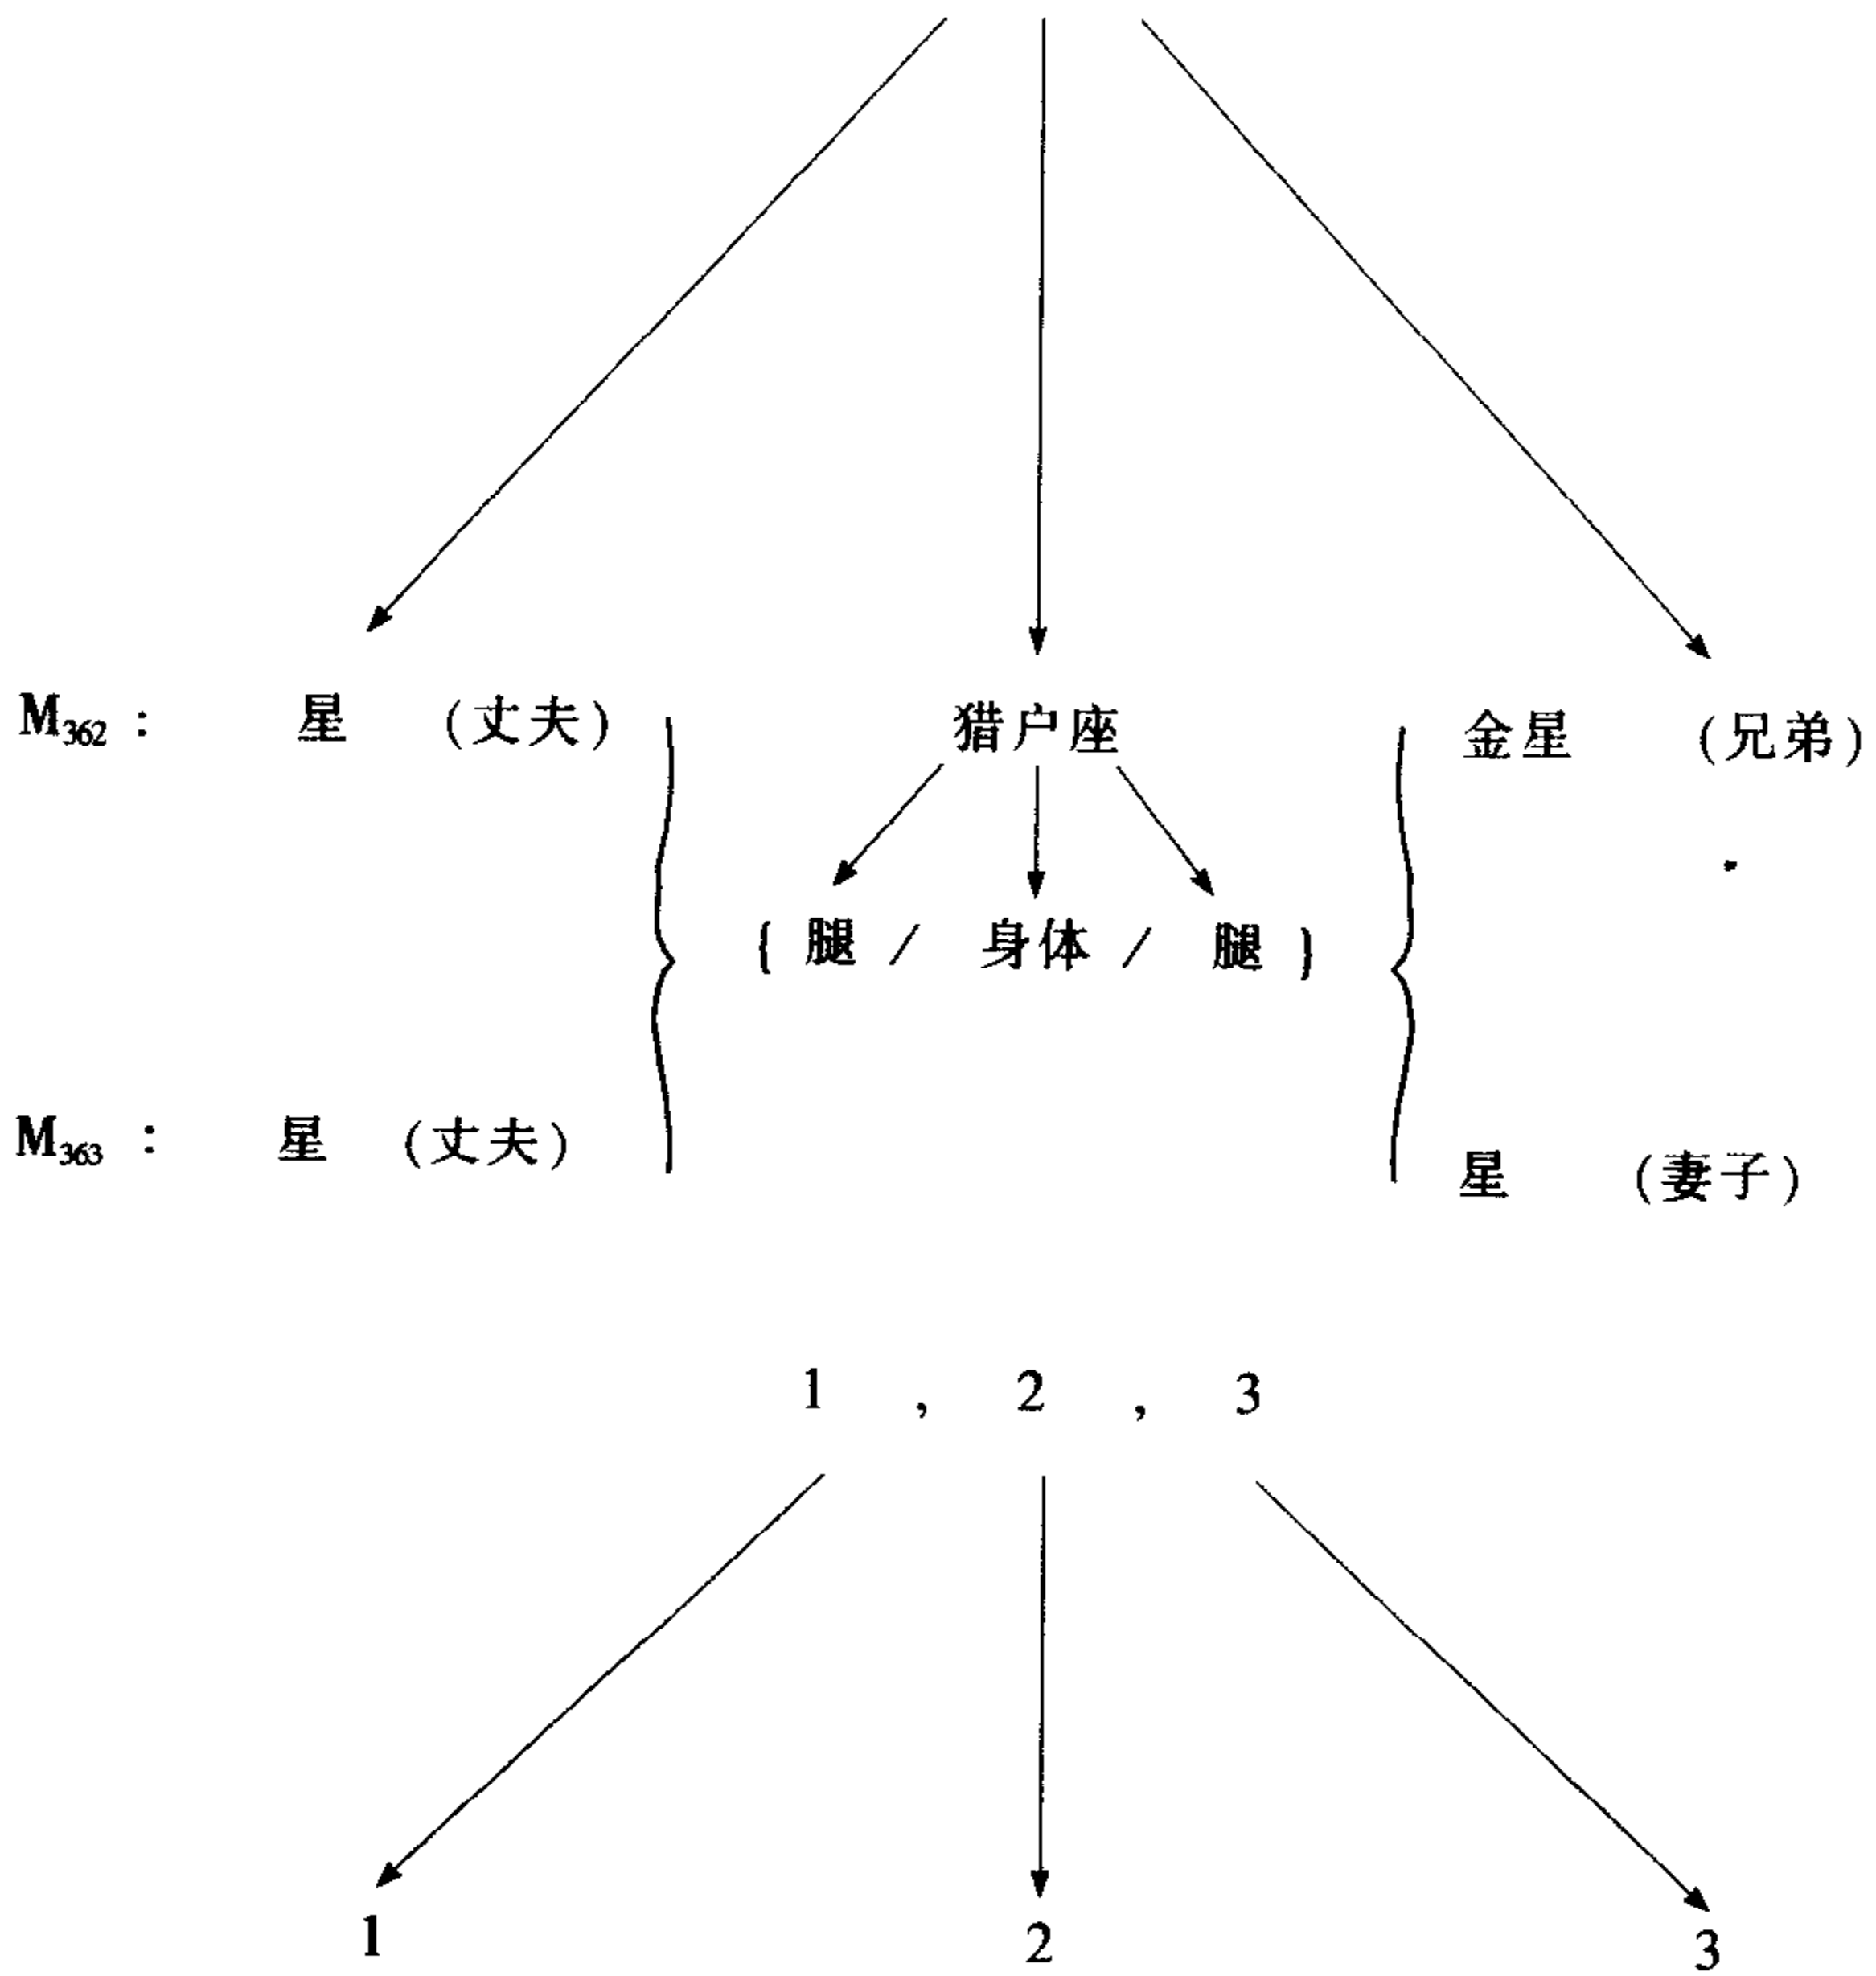 M₃₆₂ : 星 (丈夫) 猎户座 金星 (兄弟)
{ 腿 / 身体 / 腿 }
M₃₆₃ : 星 (丈夫) 星 (妻子)
1 , 2 , 3
1 2 3